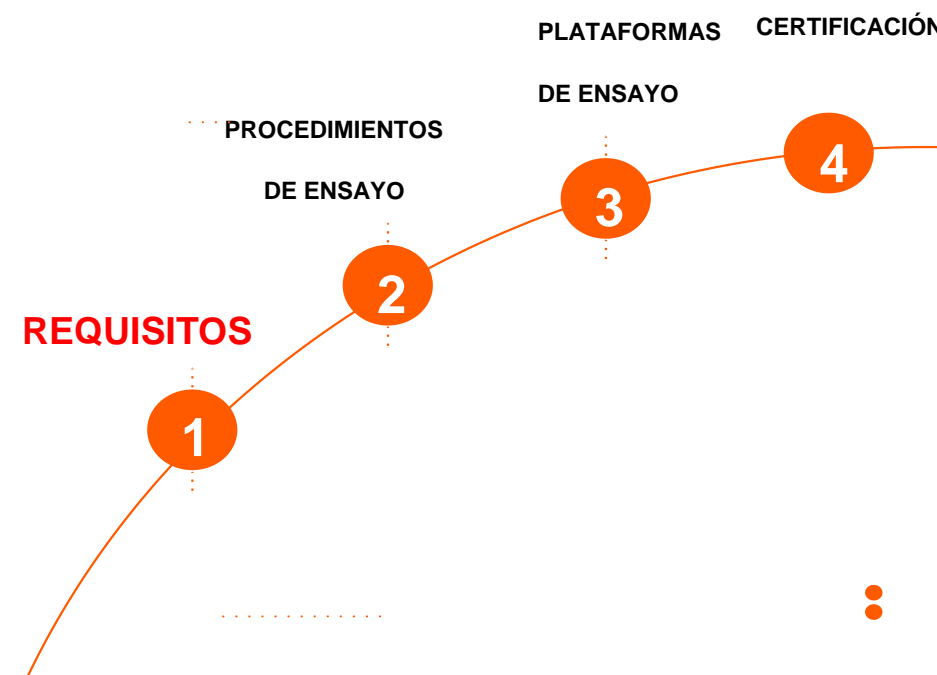 REQUISITOS
1
PROCEDIMIENTOS
DE ENSAYO
2
PLATAFORMAS
DE ENSAYO
3
CERTIFICACIÓN
4